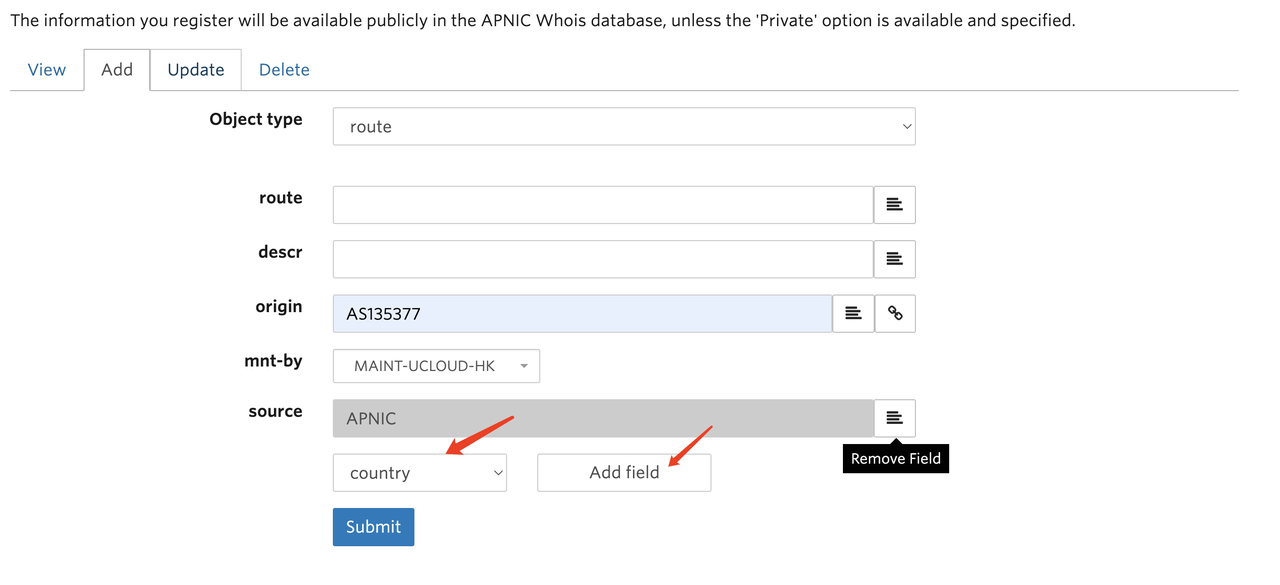 The information you register will be available publicly in the APNIC Whois database, unless the 'Private' option is available and specified.
View Add Update Delete
Object type route
route
descr
origin AS135377
mnt-by MAINT-UCLOUD-HK
source APNIC
Remove Field
country Add field
Submit